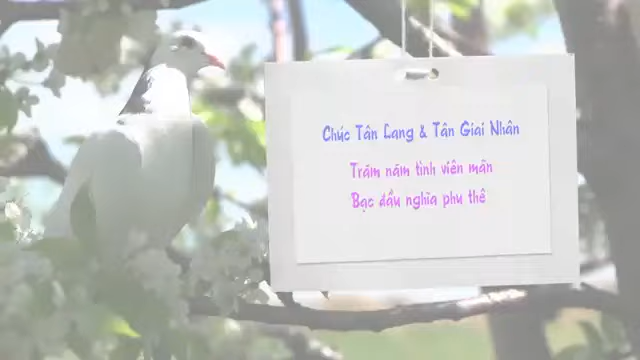 Chúc Tân Lang & Tân Giai Nhân
Trăm năm tình viên mãn
Bạc đầu nghĩa phu thê